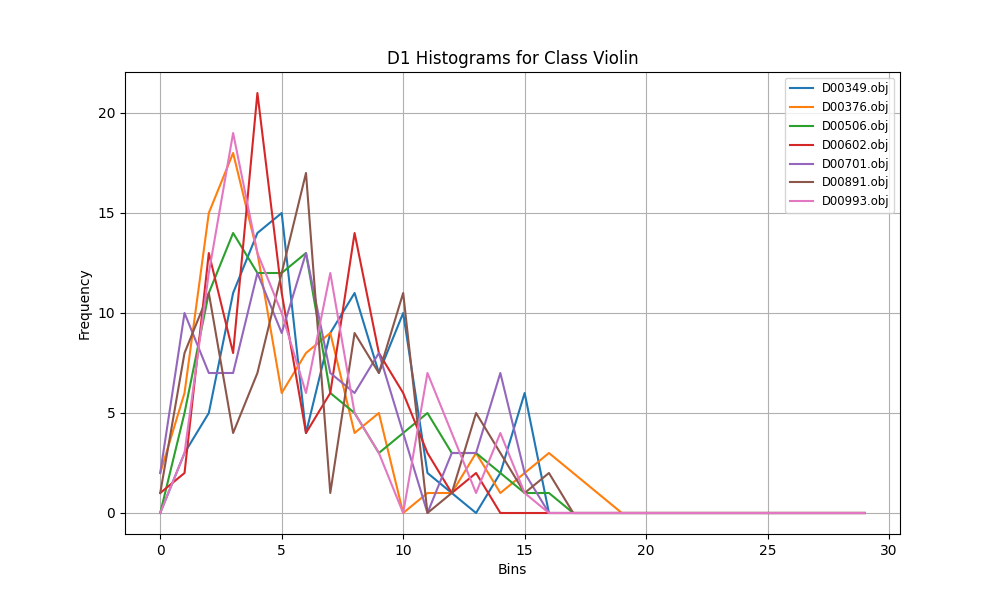 D1 Histograms for Class Violin
Frequency
20
15
10
5
0
0 5 10 15 20 25 30
Bins
D00349.obj
D00376.obj
D00506.obj
D00602.obj
D00701.obj
D00891.obj
D00993.obj